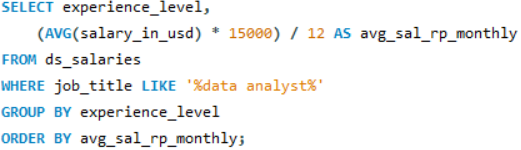 SELECT experience_level,
    (AVG(salary_in_usd) * 15000) / 12 AS avg_sal_rp_monthly
FROM ds_salaries
WHERE job_title LIKE '%data analyst%'
GROUP BY experience_level
ORDER BY avg_sal_rp_monthly;